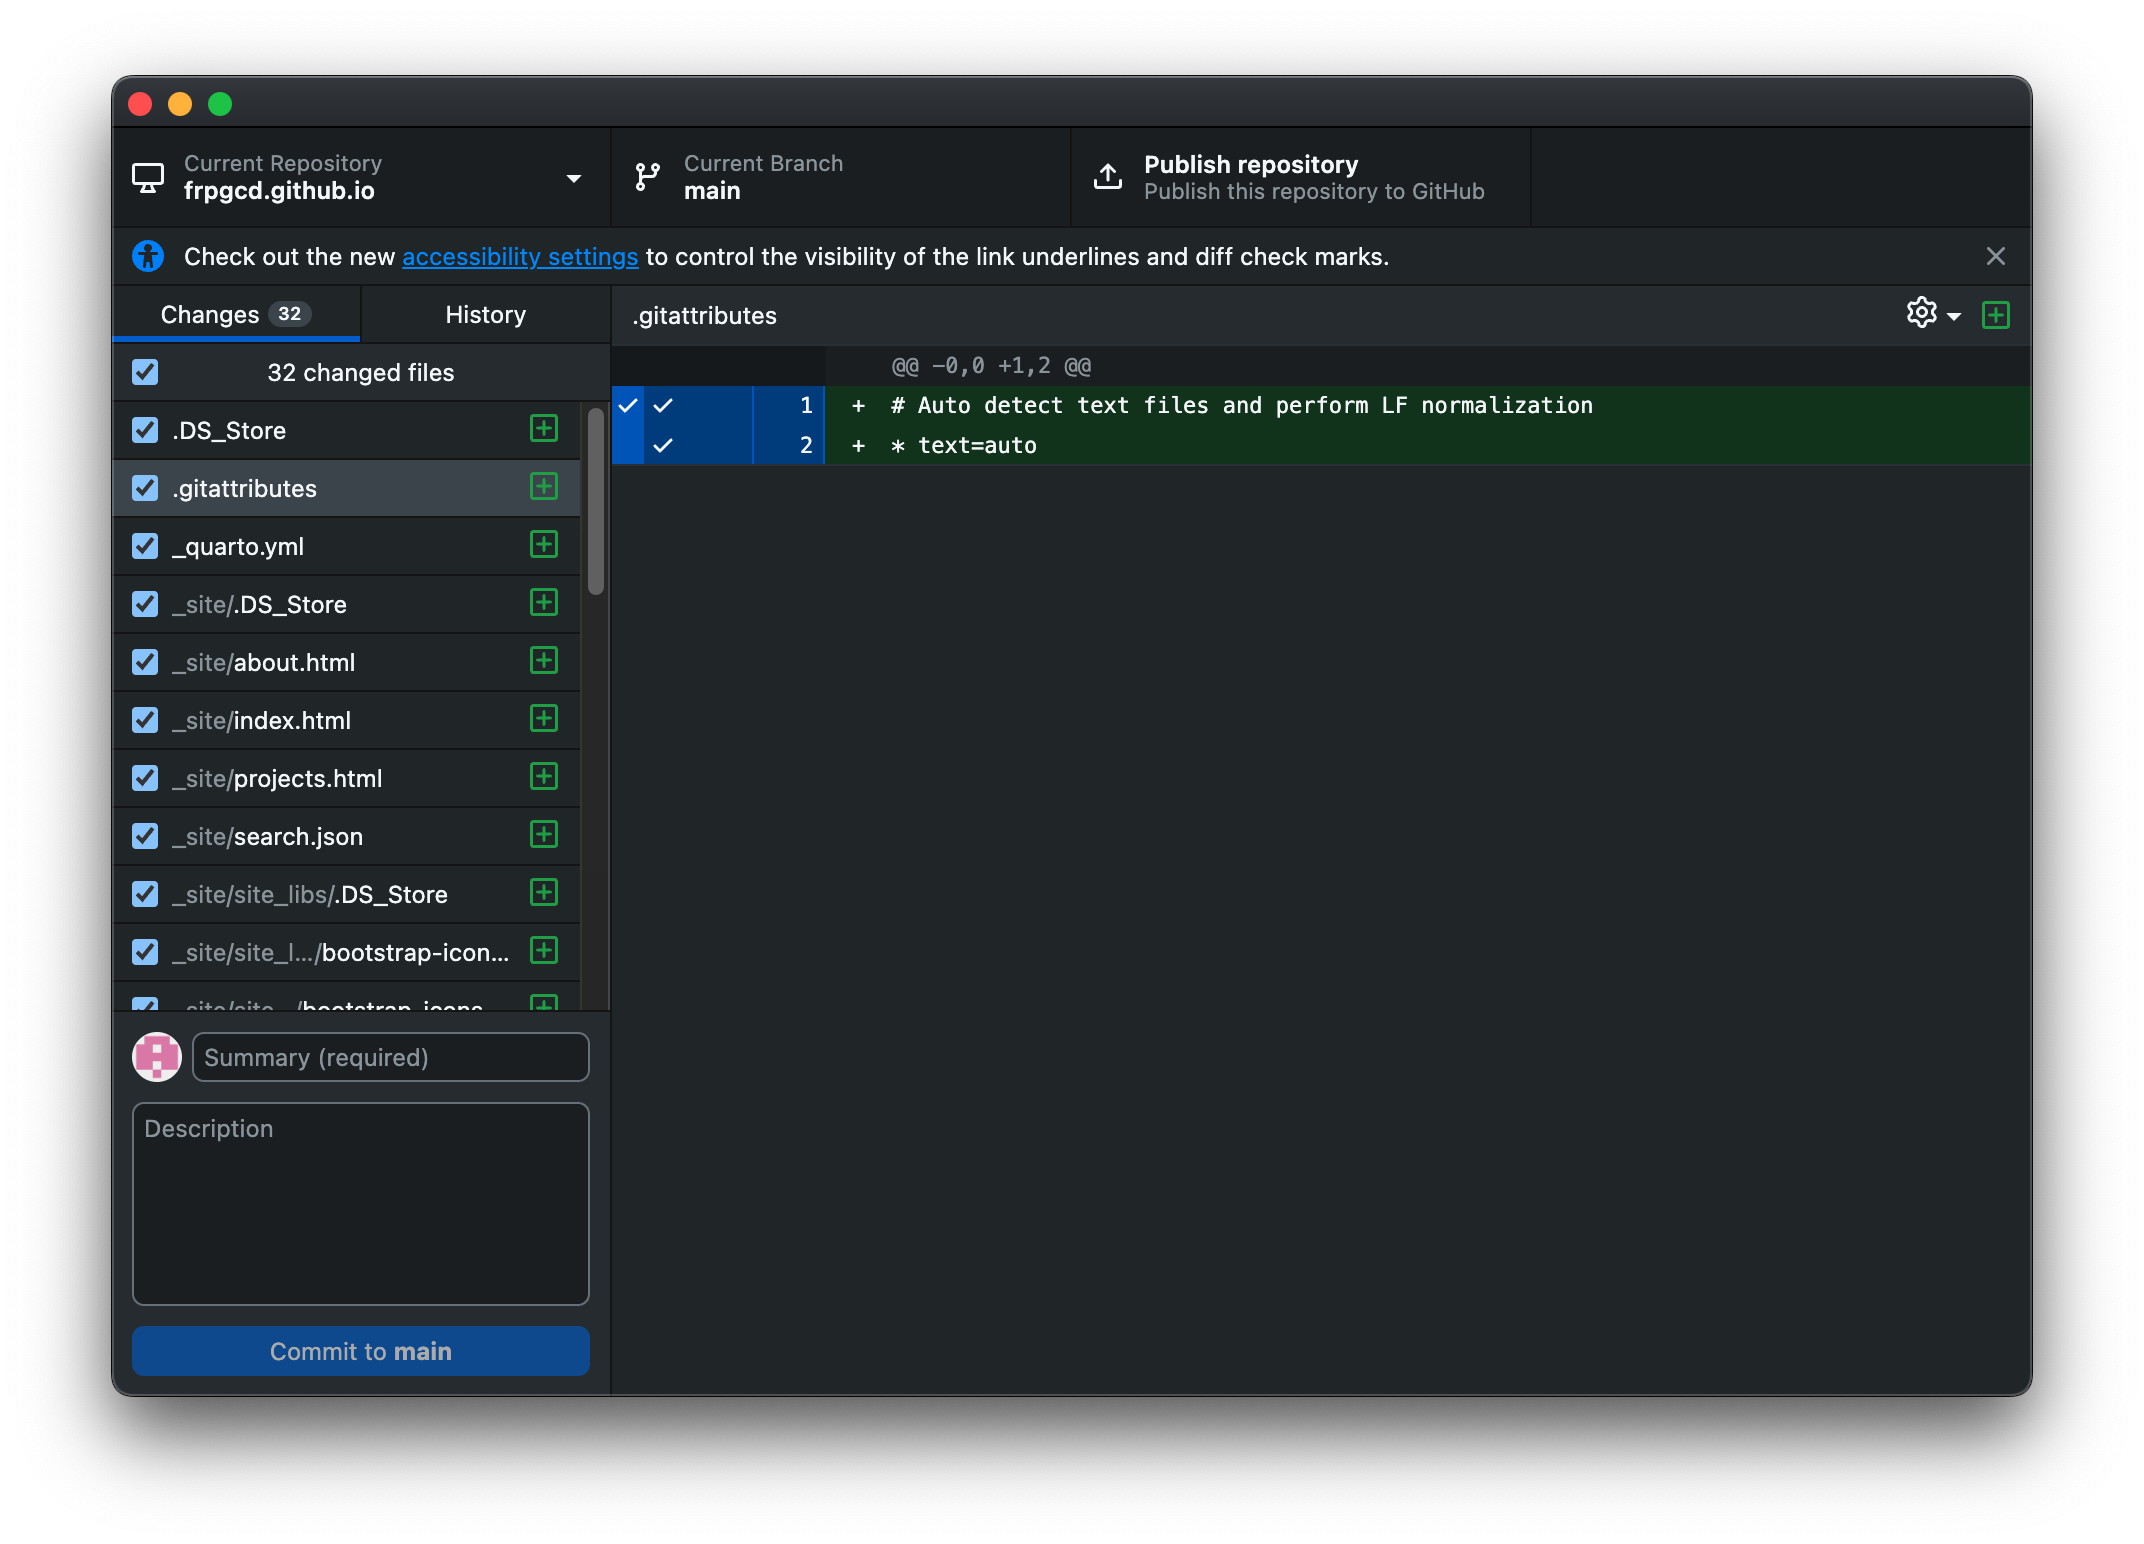 Current Repository
frpgcd.github.io
Current Branch
main
Publish repository
Publish this repository to GitHub
Check out the new accessibility settings to control the visibility of the link underlines and diff check marks.
Changes 32
History
32 changed files
.DS_Store
.gitattributes
_quarto.yml
_site/.DS_Store
_site/about.html
_site/index.html
_site/projects.html
_site/search.json
_site/site_libs/.DS_Store
_site/site_l.../bootstrap-icon...
_site/site.../bootstrap-icons
Summary (required)
Description
Commit to main
.gitattributes
@@ -0,0 +1,2 @@
1 + # Auto detect text files and perform LF normalization
2 + * text=auto